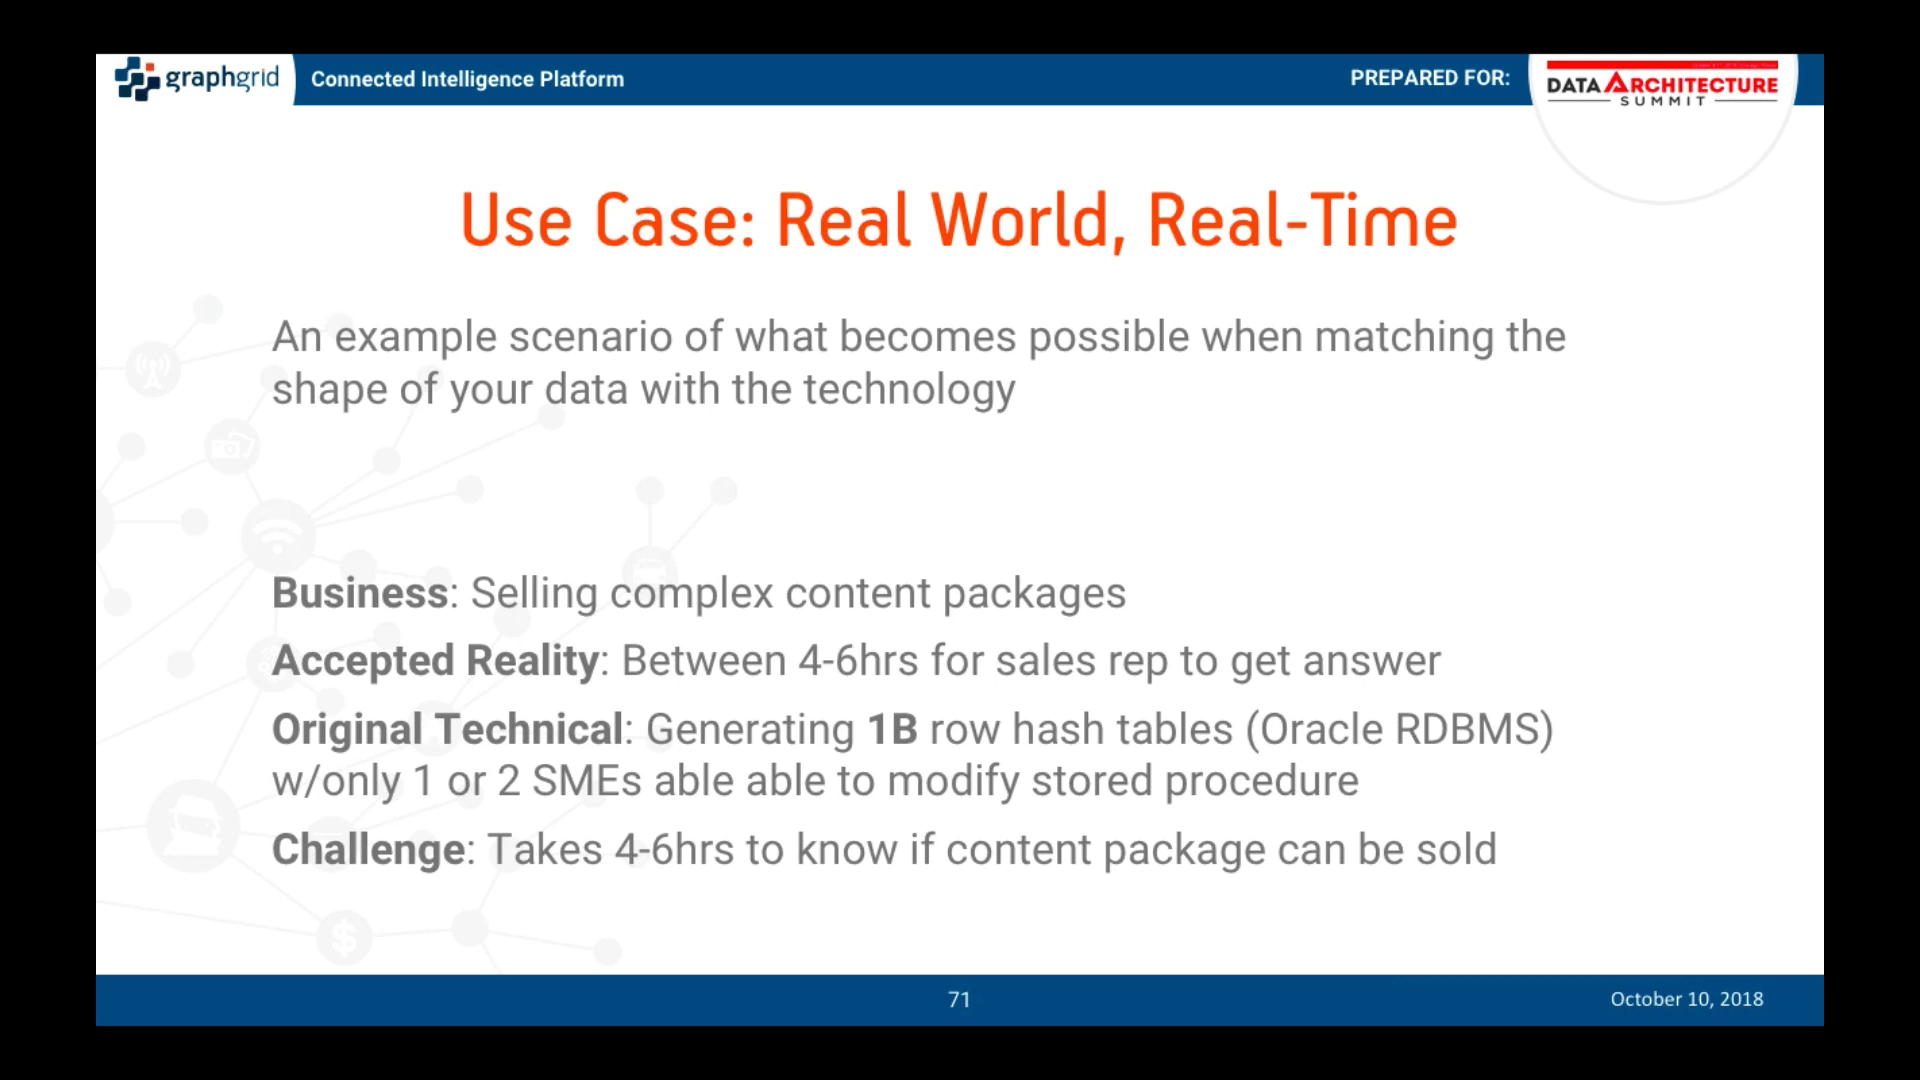 graphgrid
Connected Intelligence Platform
PREPARED FOR:
DATA ARCHITECTURE
SUMMIT
Use Case: Real World, Real-Time
An example scenario of what becomes possible when matching the
shape of your data with the technology
Business: Selling complex content packages
Accepted Reality: Between 4-6hrs for sales rep to get answer
Original Technical: Generating 1B row hash tables (Oracle RDBMS)
w/only 1 or 2 SMEs able able to modify stored procedure
Challenge: Takes 4-6hrs to know if content package can be sold
71
October 10, 2018